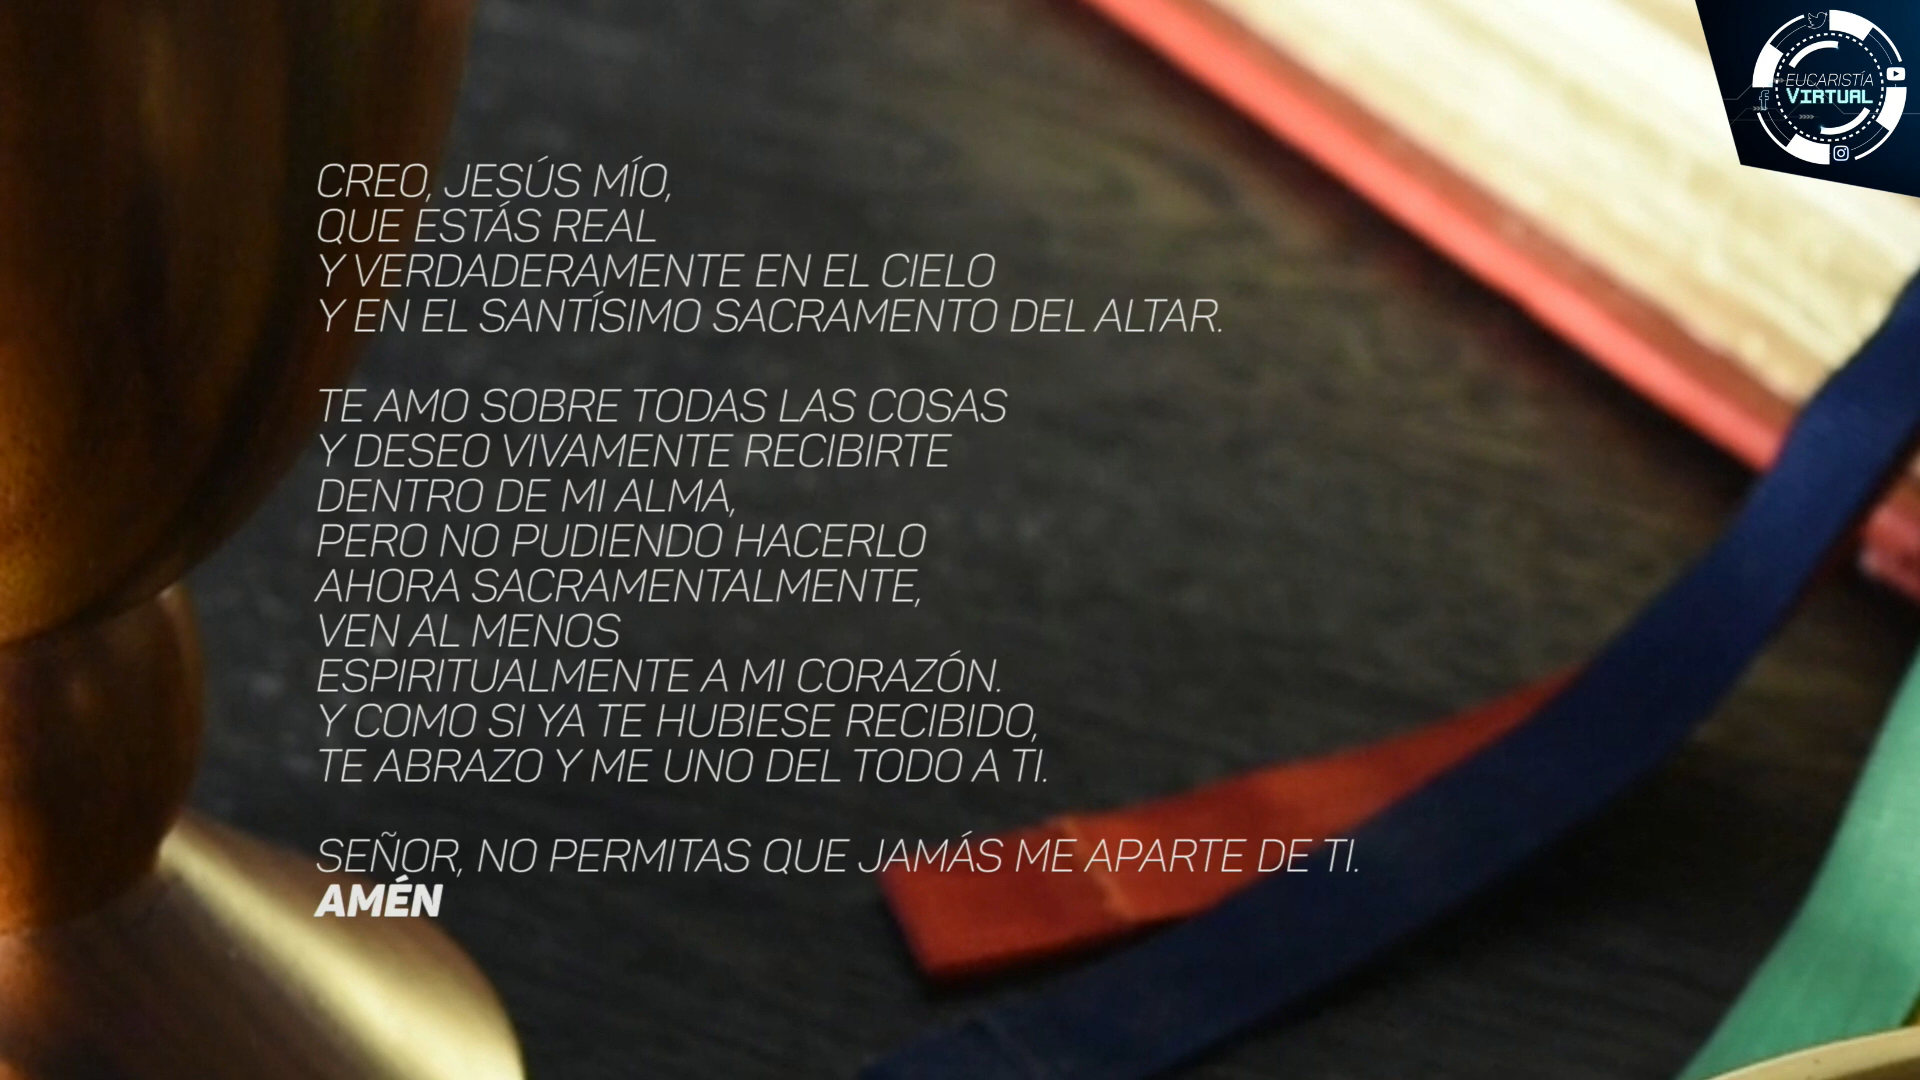 EUCARISTÍA
VIRTUAL
CREO, JESÚS MÍO,
QUE ESTÁS REAL
Y VERDADERAMENTE EN EL CIELO
Y EN EL SANTÍSIMO SACRAMENTO DEL ALTAR.
TE AMO SOBRE TODAS LAS COSAS
Y DESEO VIVAMENTE RECIBIRTE
DENTRO DE MI ALMA,
PERO NO PUDIENDO HACERLO
AHORA SACRAMENTALMENTE,
VEN AL MENOS
ESPIRITUALMENTE A MI CORAZÓN.
Y COMO SI YA TE HUBIESE RECIBIDO,
TE ABRAZO Y ME UNO DEL TODO A TI.
SEÑOR, NO PERMITAS QUE JAMÁS ME APARTE DE TI.
AMÉN